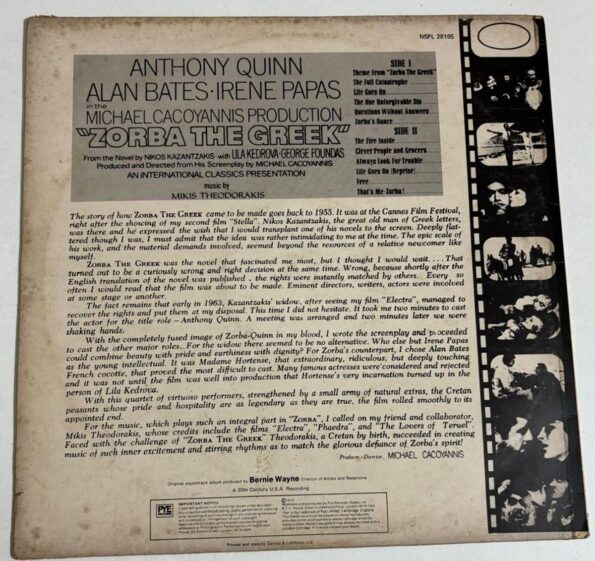 NSPL 28195
ANTHONY QUINN
ALAN BATES·IRENE PAPAS
in the
MICHAEL CACOYANNIS PRODUCTION
"ZORBA THE GREEK"
From the Novel by NIKOS KAZANTZAKIS · with LILA KEDROVA · GEORGE FOUNDAS
Produced and Directed from His Screenplay by MICHAEL CACOYANNIS
AN INTERNATIONAL CLASSICS PRESENTATION
music by
MIKIS THEODORAKIS
SIDE I
Theme From "Zorba The Greek"
The Full Catastrophe
Life Goes On
The One Unforgivable Sin
Questions Without Answers
Zorba's Dance
SIDE II
The Fire Inside
Clever People and Grocers
Always Look For Trouble
Life Goes On (Reprise)
Free
That's Me-Zorba!
The story of how ZORBA THE GREEK came to be made goes back to 1955. It was at the Cannes Film Festival,
right after the showing of my second film "Stella". Nikos Kazantzakis, the great old man of Greek letters,
was there and he expressed the wish that I would transplant one of his novels to the screen. Deeply flat-
tered though I was, I must admit that the idea was rather intimidating to me at the time. The epic scale of
his work, and the material demands involved, seemed beyond the resources of a relative newcomer like
myself.
ZORBA THE GREEK was the novel that fascinated me most, but I thought I would wait. . . . That
turned out to be a curiously wrong and right decision at the same time. Wrong, because shortly after the
English translation of the novel was published, the rights were instantly snatched by others. Every so
often I would read that the film was about to be made. Eminent directors, writers, actors were involved
at some stage or another.
The fact remains that early in 1963, Kazantzakis' widow, after seeing my film "Electra", managed to
recover the rights and put them at my disposal. This time I did not hesitate. It took me two minutes to cast
the actor for the title role – Anthony Quinn. A meeting was arranged and two minutes later we were
shaking hands.
With the completely fused image of Zorba-Quinn in my blood, I wrote the screenplay and proceeded
to cast the other major roles. For the widow there seemed to be no alternative. Who else but Irene Papas
could combine beauty with pride and earthiness with dignity? For Zorba's counterpart, I chose Alan Bates
as the young intellectual. It was Madame Hortense, that extraordinary, ridiculous, but deeply touching
French cocotte, that proved the most difficult to cast. Many famous actresses were considered and rejected
and it was not until the film was well into production that Hortense's very incarnation turned up in the
person of Lila Kedrova.
With this quartet of virtuoso performers, strengthened by a small army of natural extras, the Cretan
peasants whose pride and hospitality are as legendary as they are true, the film rolled smoothly to its
appointed end.
For the music, which plays such an integral part in "ZORBA", I called on my friend and collaborator,
Mikis Theodorakis, whose credits include the films "Electra", "Phaedra", and "The Lovers of Teruel".
Faced with the challenge of "ZORBA THE GREEK" Theodorakis, a Cretan by birth, succeeded in creating
music of such inner excitement and stirring rhythms as to match the glorious defiance of Zorba's spirit!
Produce-Director, MICHAEL CACOYANNIS
Original soundtrack album produced by Bernie Wayne Director of Artists and Repertoire
A 20th Century U.S.A. Recording
PYE
IMPORTANT NOTICE
Printed and made by Garrod & Lofthouse Ltd.